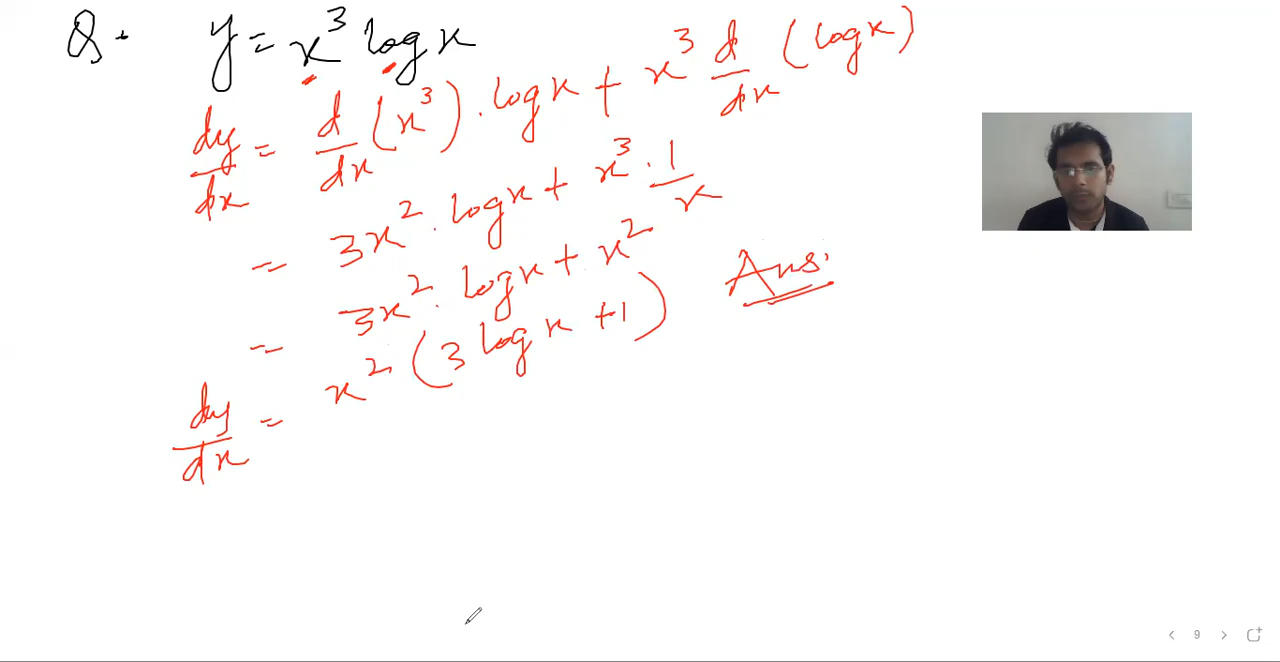 Q. y = x³ log x
dy/dx = d/dx (x³) . log x + x³ d/dx (log x)
= 3x² . log x + x³ . 1/x
= 3x² . log x + x²
dy/dx = x² (3 log x + 1) Ans.
9